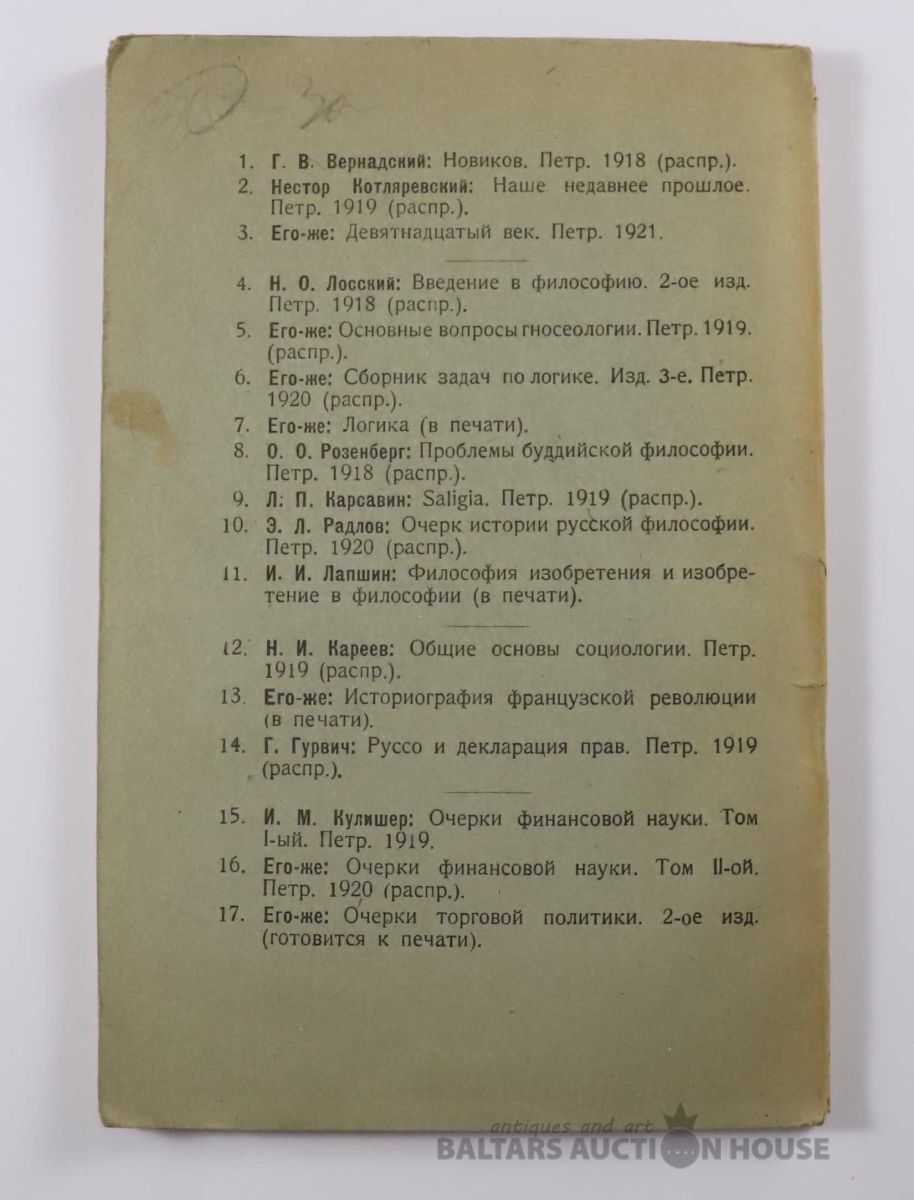 1. Г. В. Вернадский: Новиков. Петр. 1918 (распр.).
2. Нестор Котляревский: Наше недавнее прошлое.
Петр. 1919 (распр.).
3. Его-же: Девятнадцатый век. Петр. 1921.
4. Н. О. Лосский: Введение в философию. 2-ое изд.
Петр. 1918 (распр.).
5. Его-же: Основные вопросы гносеологии. Петр. 1919.
(распр.).
6. Его-же: Сборник задач по логике. Изд. 3-е. Петр.
1920 (распр.).
7. Его-же: Логика (в печати).
8. О. О. Розенберг: Проблемы буддийской философии.
Петр. 1918 (распр.).
9. Л. П. Карсавин: Saligia. Петр. 1919 (распр.).
10. Э. Л. Радлов: Очерк истории русской философии.
Петр. 1920 (распр.).
11. И. И. Лапшин: Философия изобретения и изобре-
тение в философии (в печати).
12. Н. И. Кареев: Общие основы социологии. Петр.
1919 (распр.).
13. Его-же: Историография французской революции
(в печати).
14. Г. Гурвич: Руссо и декларация прав. Петр. 1919
(распр.).
15. И. М. Кулишер: Очерки финансовой науки. Том
I-ый. Петр. 1919.
16. Его-же: Очерки финансовой науки. Том II-ой.
Петр. 1920 (распр.).
17. Его-же: Очерки торговой политики. 2-ое изд.
(готовится к печати).
antiques and art
BALTARS AUCTION HOUSE